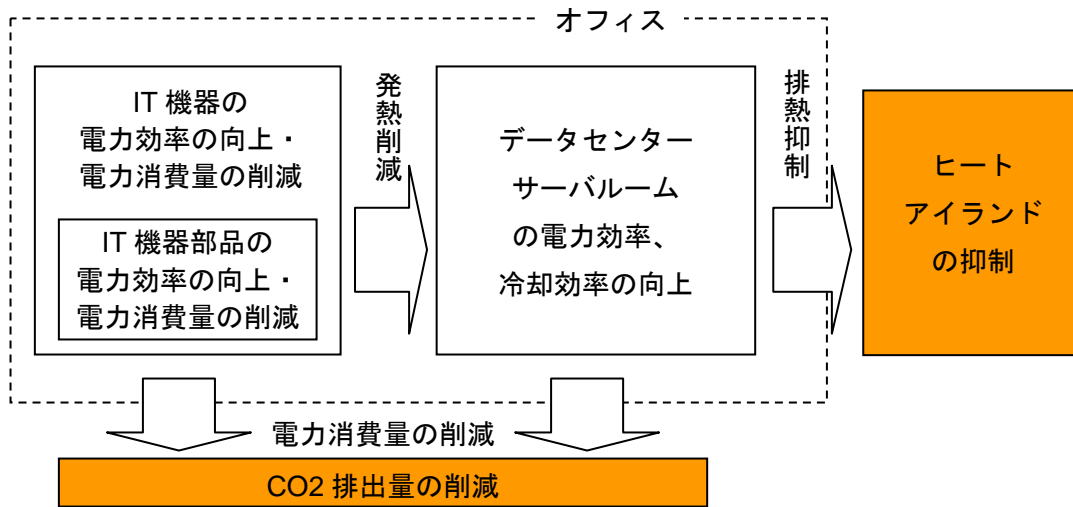 オフィス
IT 機器の
電力効率の向上・
電力消費量の削減
IT 機器部品の
電力効率の向上・
電力消費量の削減
発熱削減
データセンター
サーバルーム
の電力効率、
冷却効率の向上
排熱抑制
ヒート
アイランド
の抑制
電力消費量の削減
CO2 排出量の削減